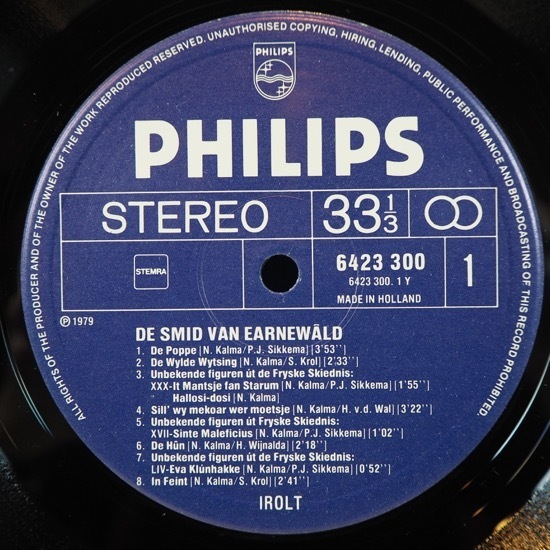 ALL RIGHTS OF THE PRODUCER AND OF THE OWNER OF THE WORK REPRODUCED RESERVED. UNAUTHORISED COPYING, HIRING, LENDING, PUBLIC PERFORMANCE AND BROADCASTING OF THIS RECORD PROHIBITED.
PHILIPS
PHILIPS
STEREO
33 1/3
STEMRA
6423 300
6423 300. 1 Y
MADE IN HOLLAND
1
℗ 1979
DE SMID VAN EARNEWÂLD
1. De Poppe [N. Kalma/P.J. Sikkema] [3'53'']
2. De Wylde Wytsing [N. Kalma/S. Krol] [2'33'']
3. Unbekende figuren út de Fryske Skiednis:
XXX-It Mantsje fan Starum [N. Kalma/P.J. Sikkema] [1'55'']
Hallosi-dosi [N. Kalma]
4. Sill' wy mekoar wer moetsje [N. Kalma/H. v.d. Wal] [3'22'']
5. Unbekende figuren út de Fryske Skiednis:
XVII-Sinte Maleficius [N. Kalma/P.J. Sikkema] [1'02'']
6. De Hûn [N. Kalma/H. Wijnalda] [2'18'']
7. Unbekende figuren út de Fryske Skiednis:
LIV-Eva Klúnhakke [N. Kalma/P.J. Sikkema] [0'52'']
8. In Feint [N. Kalma/S. Krol] [2'41'']
IROLT